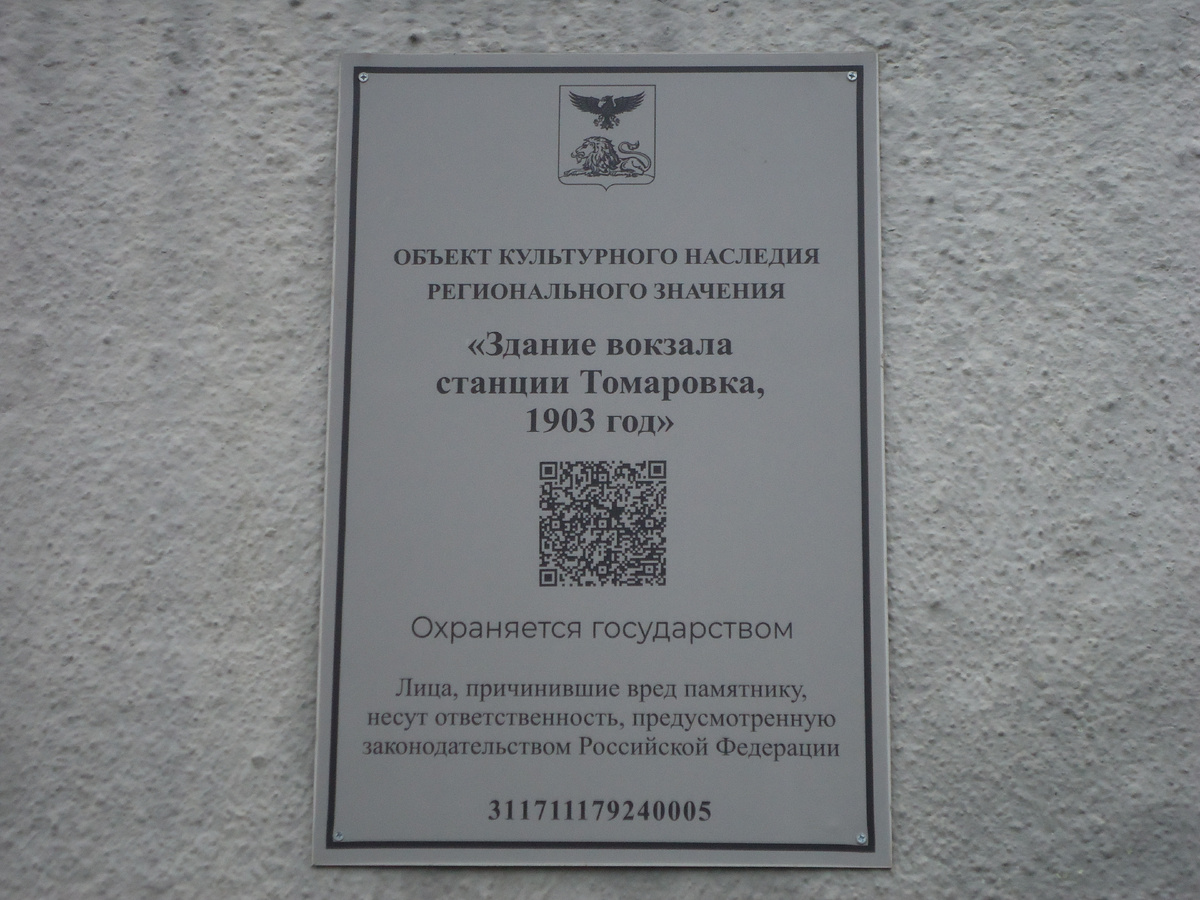 ОБЪЕКТ КУЛЬТУРНОГО НАСЛЕДИЯ
РЕГИОНАЛЬНОГО ЗНАЧЕНИЯ
«Здание вокзала
станции Томаровка,
1903 год»
Охраняется государством
Лица, причинившие вред памятнику,
несут ответственность, предусмотренную
законодательством Российской Федерации
311711179240005